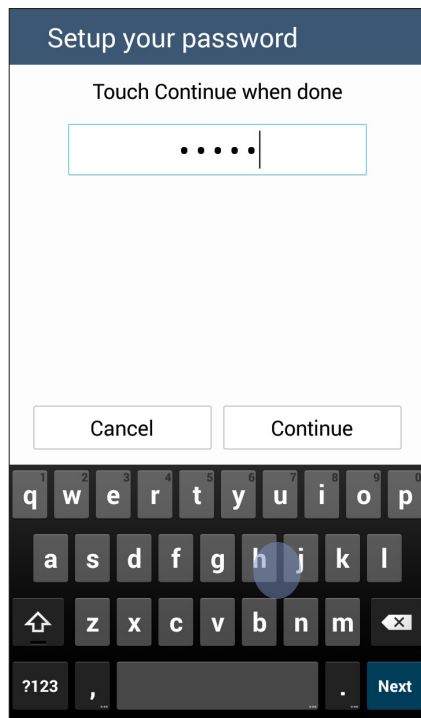 Setup your password
Touch Continue when done
•••••
Cancel Continue
1 2 3 4 5 6 7 8 9 0
q w e r t y u i o p
a s d f g h j k l
z x c v b n m
?123 , . Next